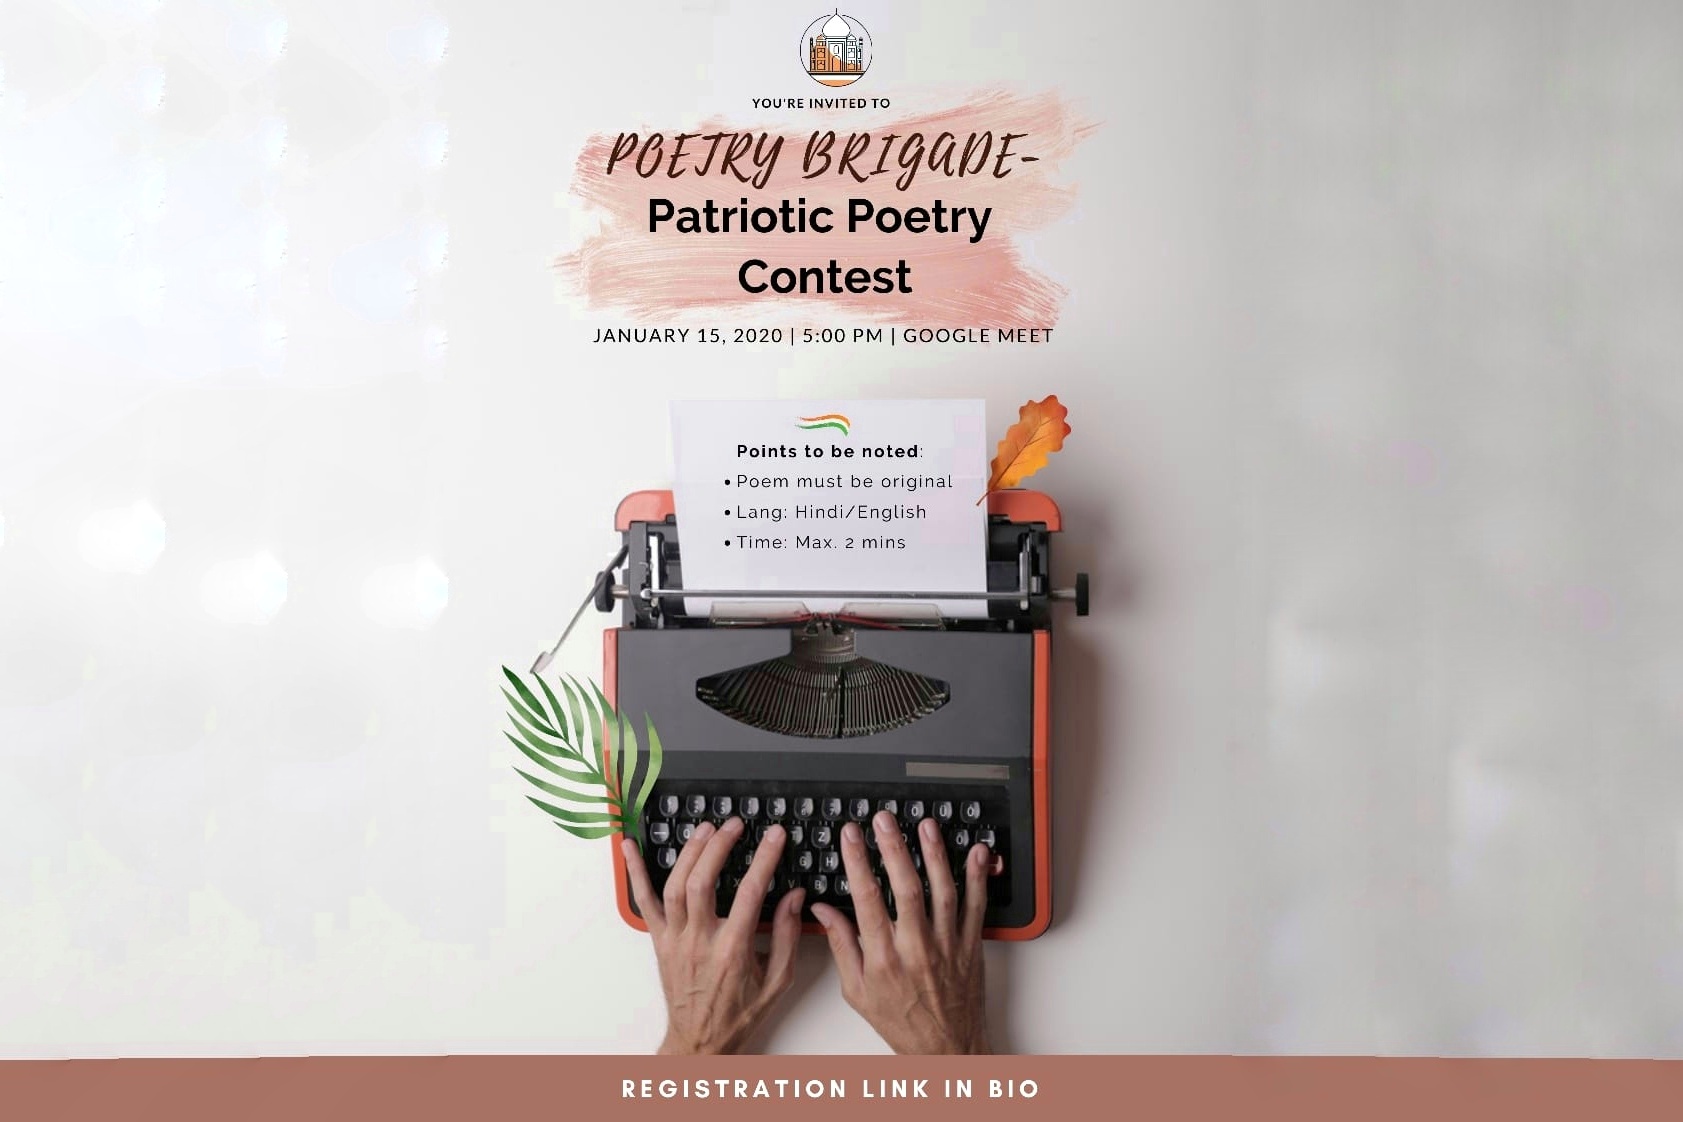 YOU'RE INVITED TO
POETRY BRIGADE-
Patriotic Poetry
Contest
JANUARY 15, 2020 | 5:00 PM | GOOGLE MEET
Points to be noted:
• Poem must be original
• Lang: Hindi/English
• Time: Max. 2 mins
REGISTRATION LINK IN BIO